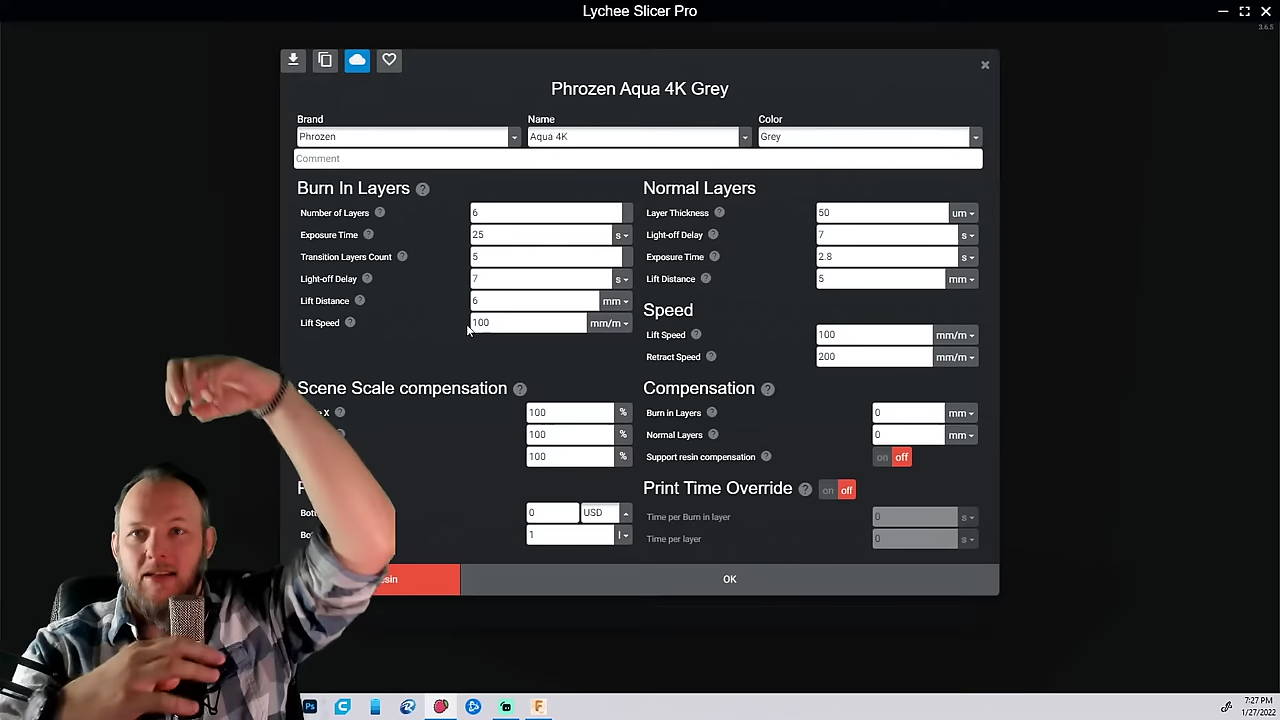 Lychee Slicer Pro
3.6.5
Phrozen Aqua 4K Grey
Brand Name Color
Phrozen Aqua 4K Grey
Comment
Burn In Layers
Number of Layers 6
Exposure Time 25 s
Transition Layers Count 5
Light-off Delay 7 s
Lift Distance 6 mm
Lift Speed 100 mm/m
Normal Layers
Layer Thickness 50 um
Light-off Delay 7 s
Exposure Time 2.8 s
Lift Distance 5 mm
Speed
Lift Speed 100 mm/m
Retract Speed 200 mm/m
Scene Scale compensation
X 100 %
100 %
100 %
Compensation
Burn in Layers 0 mm
Normal Layers 0 mm
Support resin compensation on off
0 USD
1 l
Print Time Override on off
Time per Burn in layer 0 s
Time per layer 0 s
OK
Ps
F
7:27 PM
1/27/2022